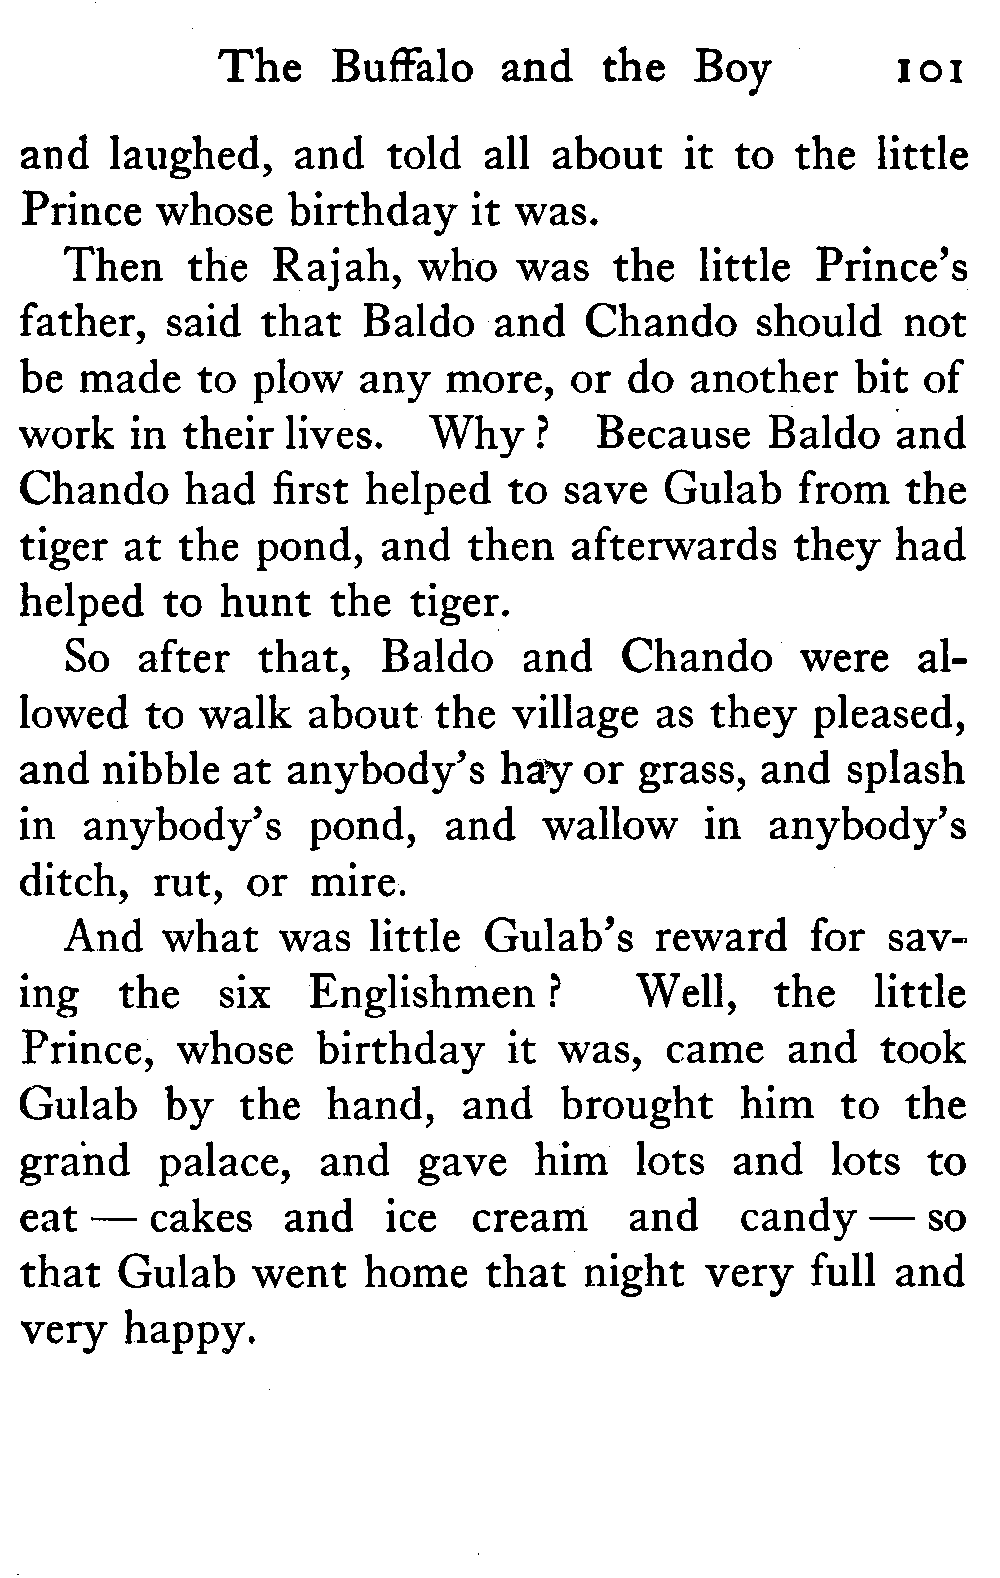 The Buffalo and the Boy 101
and laughed, and told all about it to the little
Prince whose birthday it was.
Then the Rajah, who was the little Prince's
father, said that Baldo and Chando should not
be made to plow any more, or do another bit of
work in their lives. Why? Because Baldo and
Chando had first helped to save Gulab from the
tiger at the pond, and then afterwards they had
helped to hunt the tiger.
So after that, Baldo and Chando were al-
lowed to walk about the village as they pleased,
and nibble at anybody's hay or grass, and splash
in anybody's pond, and wallow in anybody's
ditch, rut, or mire.
And what was little Gulab's reward for sav-
ing the six Englishmen? Well, the little
Prince, whose birthday it was, came and took
Gulab by the hand, and brought him to the
grand palace, and gave him lots and lots to
eat — cakes and ice cream and candy — so
that Gulab went home that night very full and
very happy.